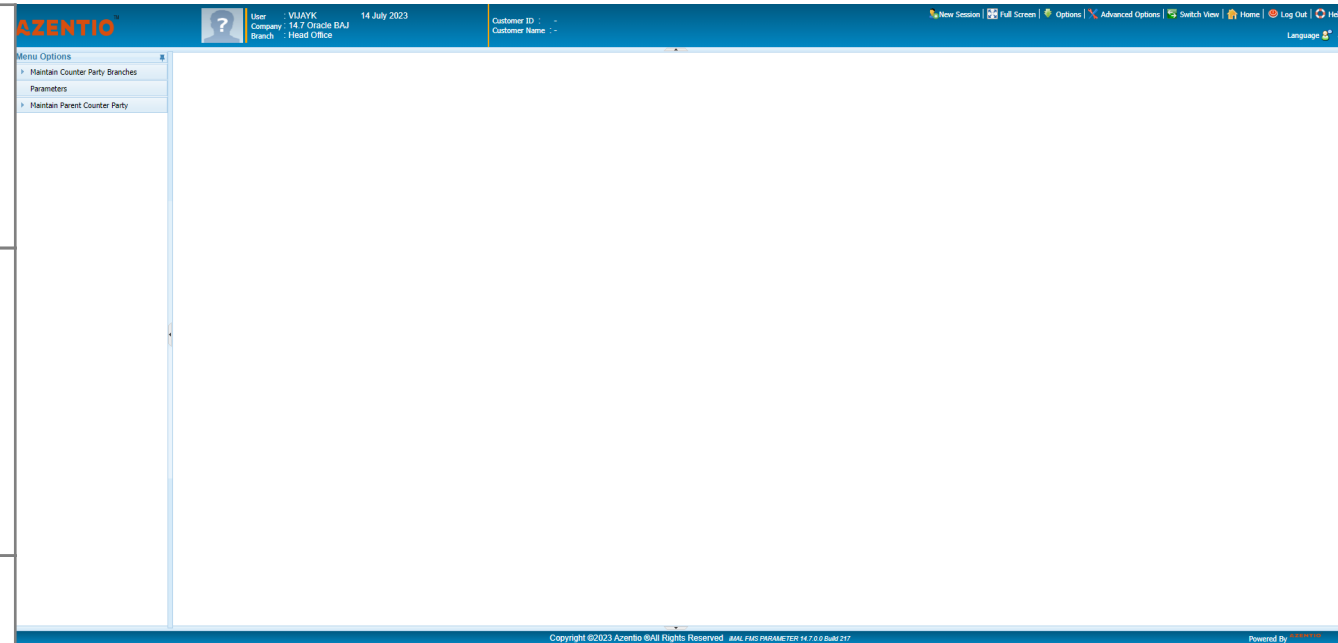 AZENTIO
?
User : VIJAYK 14 July 2023
Company : 14.7 Oracle BAJ
Branch : Head Office
Customer ID : -
Customer Name : -
New Session | Full Screen | Options | Advanced Options | Switch View | Home | Log Out | He
Language
Menu Options
Maintain Counter Party Branches
Parameters
Maintain Parent Counter Party
Copyright ©2023 Azentio ®All Rights Reserved iMAL FMS PARAMETER 14.7.0.0 Build 217
Powered By AZENTIO